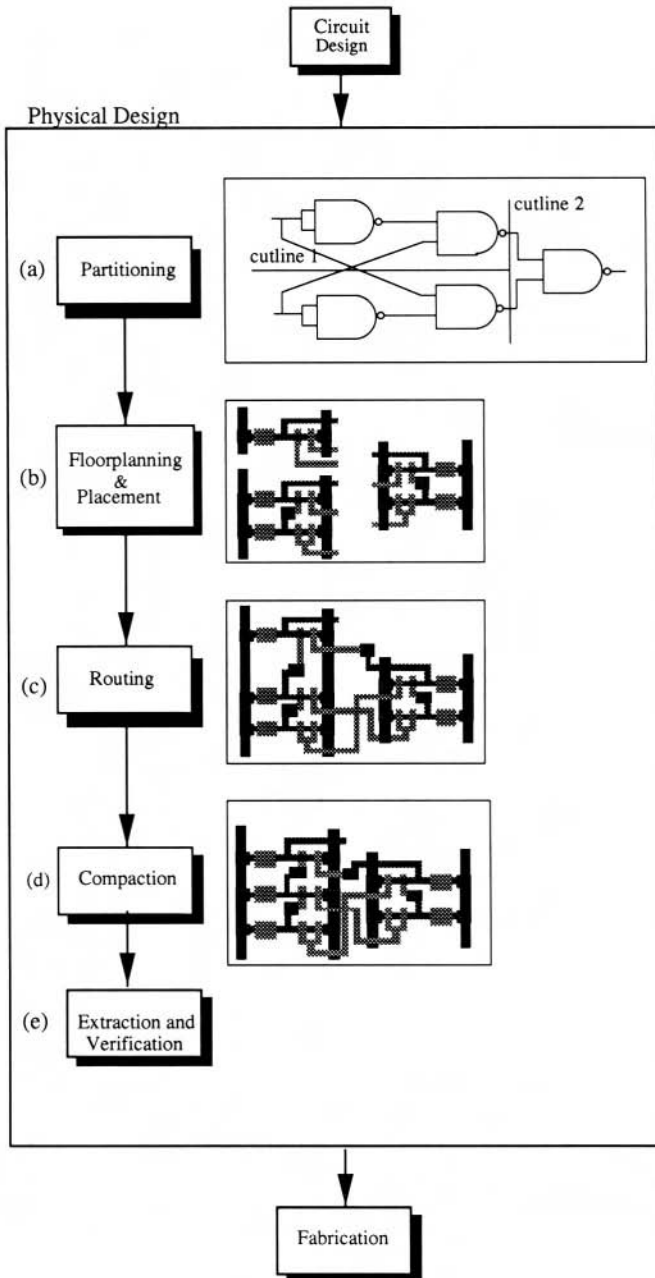 Circuit
Design
Physical Design
cutline 2
cutline 1
(a)
Partitioning
(b)
Floorplanning
&
Placement
(c)
Routing
(d)
Compaction
(e)
Extraction and
Verification
Fabrication